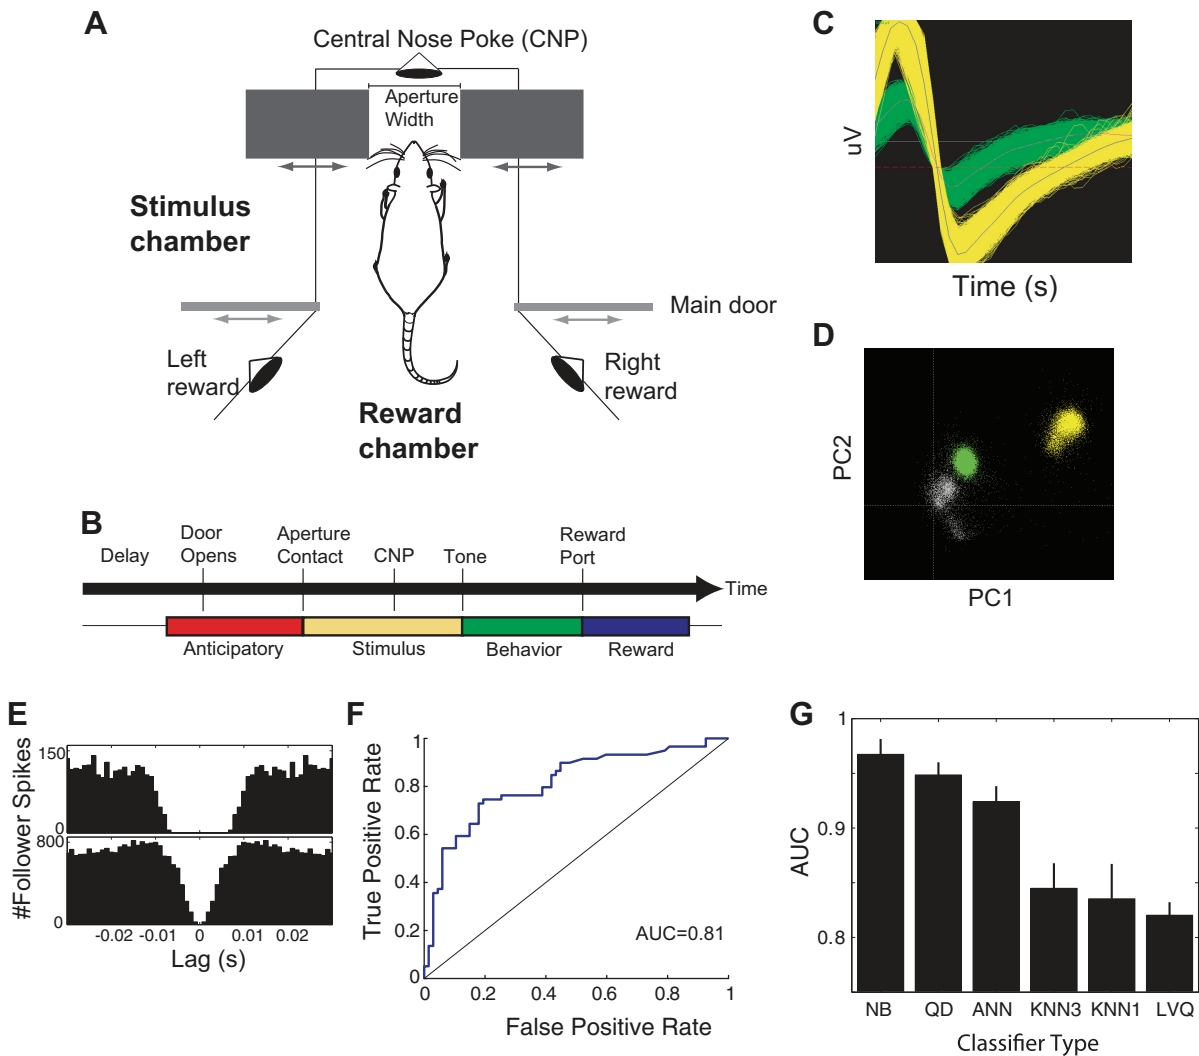 A
Central Nose Poke (CNP)
Aperture
Width
Stimulus
chamber
Main door
Left
reward
Right
reward
Reward
chamber
B
Delay
Door
Opens
Aperture
Contact
CNP
Tone
Reward
Port
Time
Anticipatory
Stimulus
Behavior
Reward
C
uV
Time (s)
D
PC2
PC1
E
#Follower Spikes
150
0
800
0
-0.02 -0.01 0 0.01 0.02
Lag (s)
F
True Positive Rate
1
0.8
0.6
0.4
0.2
0
AUC=0.81
0 0.2 0.4 0.6 0.8 1
False Positive Rate
G
AUC
1
0.9
0.8
NB QD ANN KNN3 KNN1 LVQ
Classifier Type